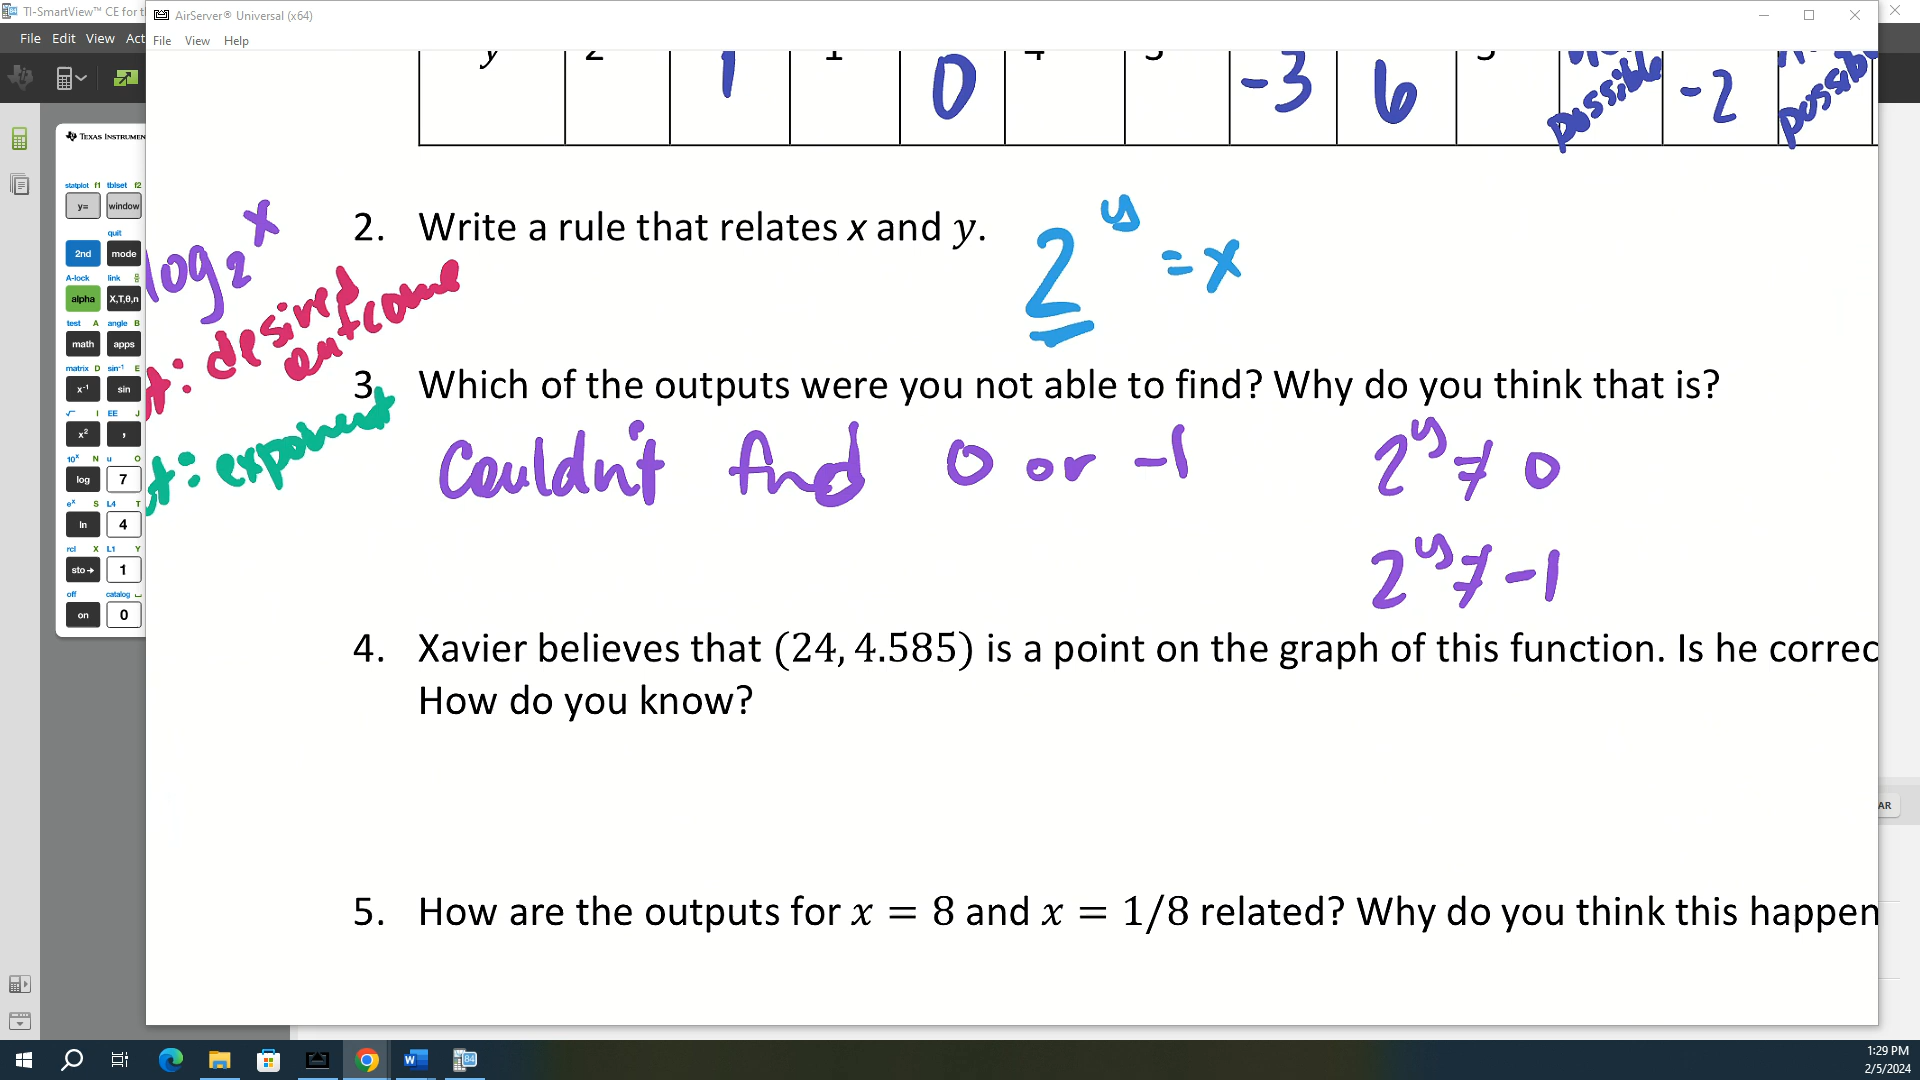 TI-SmartView™ CE for t
AirServer® Universal (x64)
File Edit View Act
File View Help
y 2 1 1 0 4 -3 6 possible -2 possible
TEXAS INSTRUMEN
statplot f1 tblset f2
y= window
quit
2nd mode
A-lock link
alpha X,T,θ,n
test A angle B
math apps
matrix D sin⁻¹ E
x⁻¹ sin
√ I EE J
x² ,
10ˣ N u O
log 7
eˣ S L4 T
ln 4
rcl X L1 Y
sto→ 1
off catalog
on 0
log₂ x
t: desired
outcome
t: exponent
2. Write a rule that relates x and y. 2^y = x
3. Which of the outputs were you not able to find? Why do you think that is?
Couldn't find 0 or -1 2^y ≠ 0
2^y ≠ -1
4. Xavier believes that (24, 4.585) is a point on the graph of this function. Is he correc
How do you know?
5. How are the outputs for x = 8 and x = 1/8 related? Why do you think this happen
AR
84
1:29 PM
2/5/2024